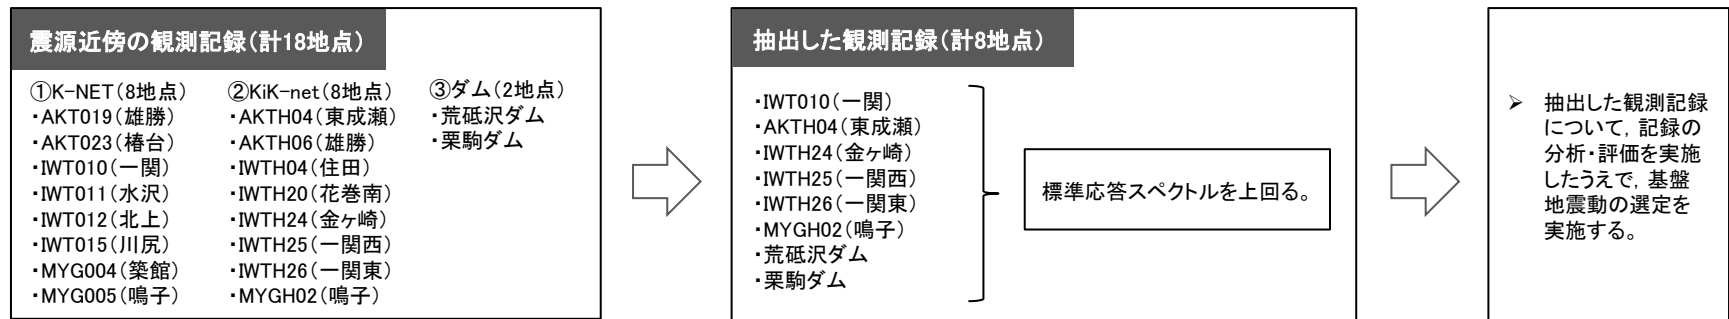 震源近傍の観測記録(計18地点)
①K-NET(8地点)
・AKT019(雄勝)
・AKT023(椿台)
・IWT010(一関)
・IWT011(水沢)
・IWT012(北上)
・IWT015(川尻)
・MYG004(築館)
・MYG005(鳴子)
②KiK-net(8地点)
・AKTH04(東成瀬)
・AKTH06(雄勝)
・IWTH04(住田)
・IWTH20(花巻南)
・IWTH24(金ヶ崎)
・IWTH25(一関西)
・IWTH26(一関東)
・MYGH02(鳴子)
③ダム(2地点)
・荒砥沢ダム
・栗駒ダム
抽出した観測記録(計8地点)
・IWT010(一関)
・AKTH04(東成瀬)
・IWTH24(金ヶ崎)
・IWTH25(一関西)
・IWTH26(一関東)
・MYGH02(鳴子)
・荒砥沢ダム
・栗駒ダム
標準応答スペクトルを上回る。
➢ 抽出した観測記録
について,記録の
分析・評価を実施
したうえで,基盤
地震動の選定を
実施する。